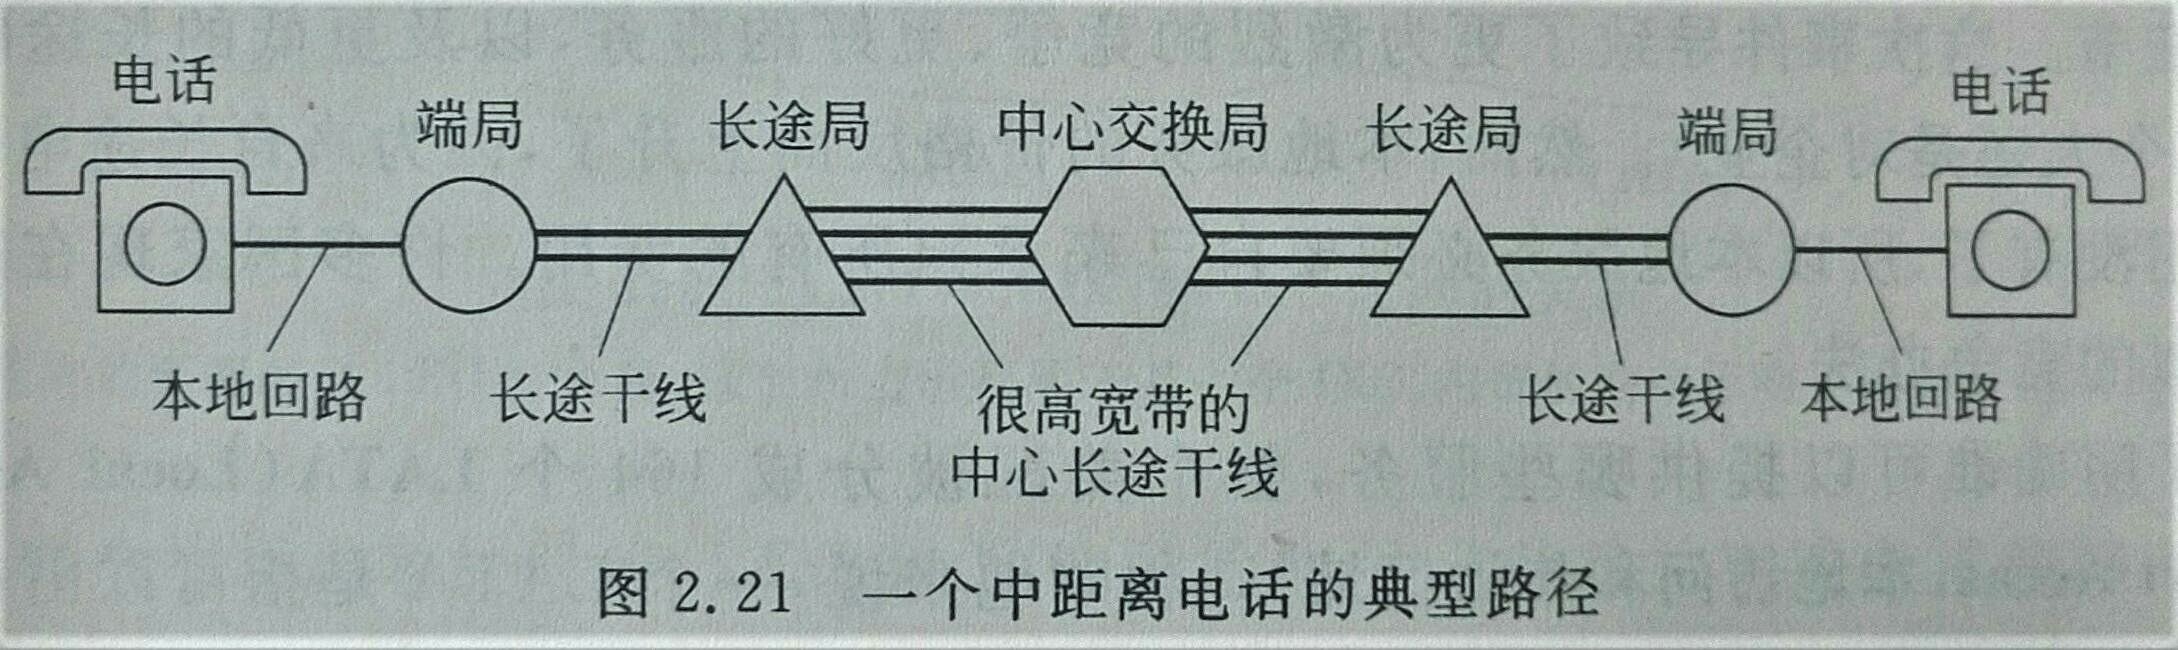 电话
端局
长途局
中心交换局
长途局
端局
电话
本地回路
长途干线
很高宽带的
中心长途干线
长途干线
本地回路
图 2.21 一个中距离电话的典型路径